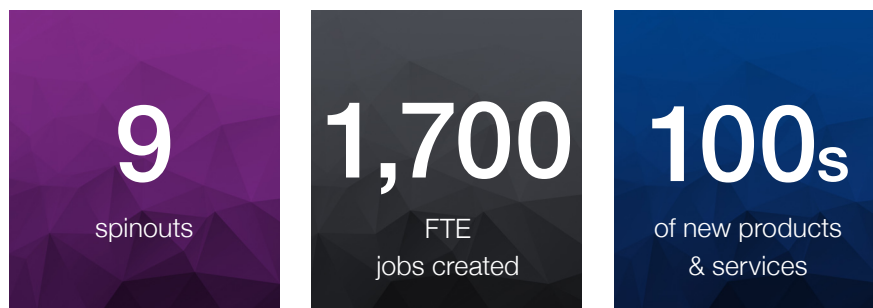 9
spinouts
1,700
FTE
jobs created
100s
of new products
& services